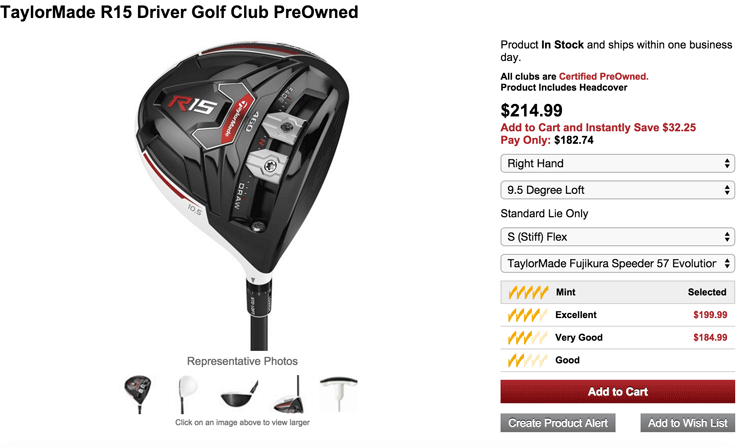 TaylorMade R15 Driver Golf Club PreOwned
R15
TaylorMade
460
FADE
DRAW
10.5
Representative Photos
Click on an image above to view larger
Product In Stock and ships within one business
day.
All clubs are Certified PreOwned.
Product Includes Headcover
$214.99
Add to Cart and Instantly Save $32.25
Pay Only: $182.74
Right Hand
9.5 Degree Loft
Standard Lie Only
S (Stiff) Flex
TaylorMade Fujikura Speeder 57 Evolution
Mint Selected
Excellent $199.99
Very Good $184.99
Good
Add to Cart
Create Product Alert Add to Wish List